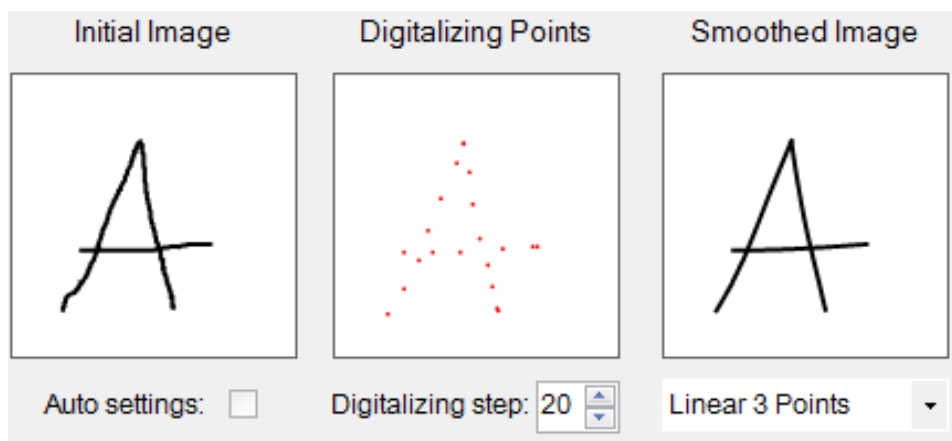 Initial Image Digitalizing Points Smoothed Image
A A
Auto settings: Digitalizing step: 20 Linear 3 Points